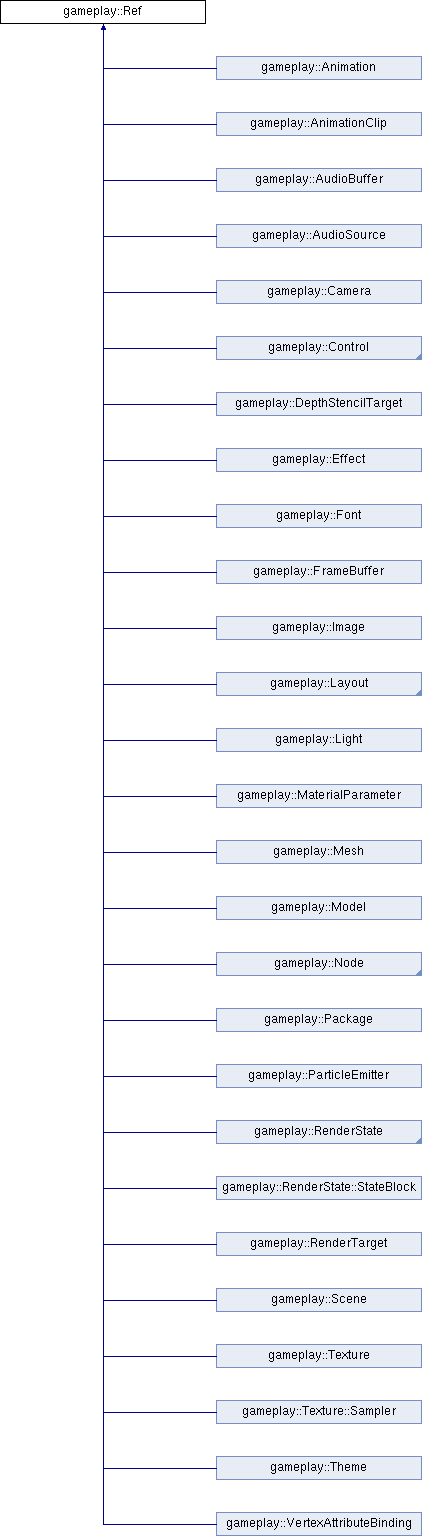 gameplay::Ref
gameplay::Animation
gameplay::AnimationClip
gameplay::AudioBuffer
gameplay::AudioSource
gameplay::Camera
gameplay::Control
gameplay::DepthStencilTarget
gameplay::Effect
gameplay::Font
gameplay::FrameBuffer
gameplay::Image
gameplay::Layout
gameplay::Light
gameplay::MaterialParameter
gameplay::Mesh
gameplay::Model
gameplay::Node
gameplay::Package
gameplay::ParticleEmitter
gameplay::RenderState
gameplay::RenderState::StateBlock
gameplay::RenderTarget
gameplay::Scene
gameplay::Texture
gameplay::Texture::Sampler
gameplay::Theme
gameplay::VertexAttributeBinding